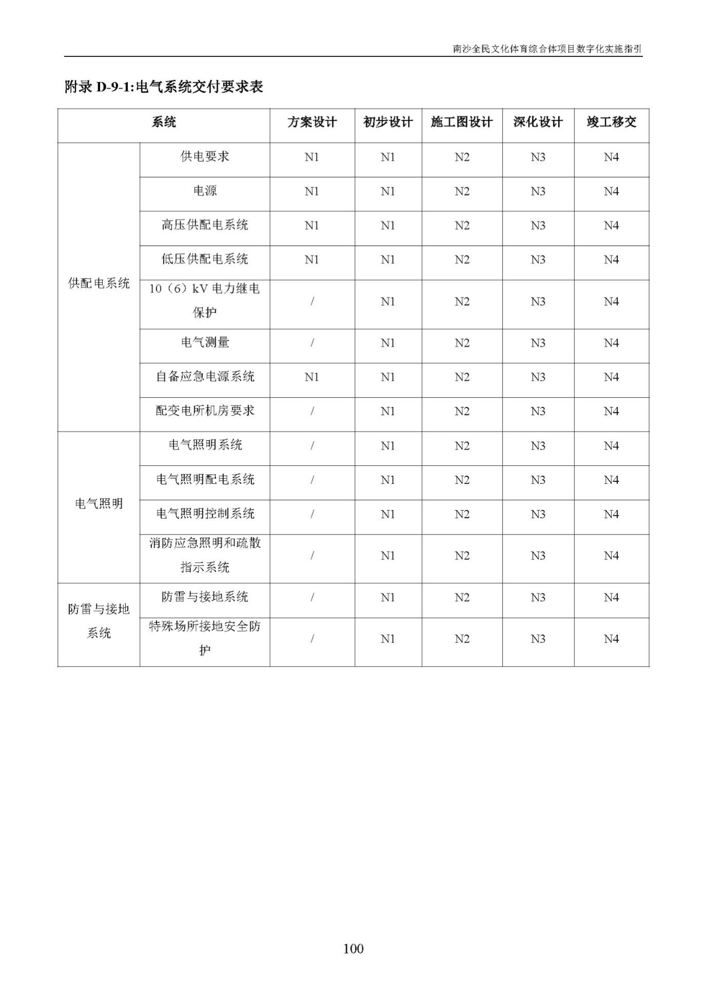 南沙全民文化体育综合体项目数字化实施指引
附录 D-9-1:电气系统交付要求表
系统 方案设计 初步设计 施工图设计 深化设计 竣工移交
供配电系统
供电要求 N1 N1 N2 N3 N4
电源 N1 N1 N2 N3 N4
高压供配电系统 N1 N1 N2 N3 N4
低压供配电系统 N1 N1 N2 N3 N4
10（6）kV 电力继电
保护 / N1 N2 N3 N4
电气测量 / N1 N2 N3 N4
自备应急电源系统 N1 N1 N2 N3 N4
配变电所机房要求 / N1 N2 N3 N4
电气照明
电气照明系统 / N1 N2 N3 N4
电气照明配电系统 / N1 N2 N3 N4
电气照明控制系统 / N1 N2 N3 N4
消防应急照明和疏散
指示系统 / N1 N2 N3 N4
防雷与接地
系统
防雷与接地系统 / N1 N2 N3 N4
特殊场所接地安全防
护 / N1 N2 N3 N4
100